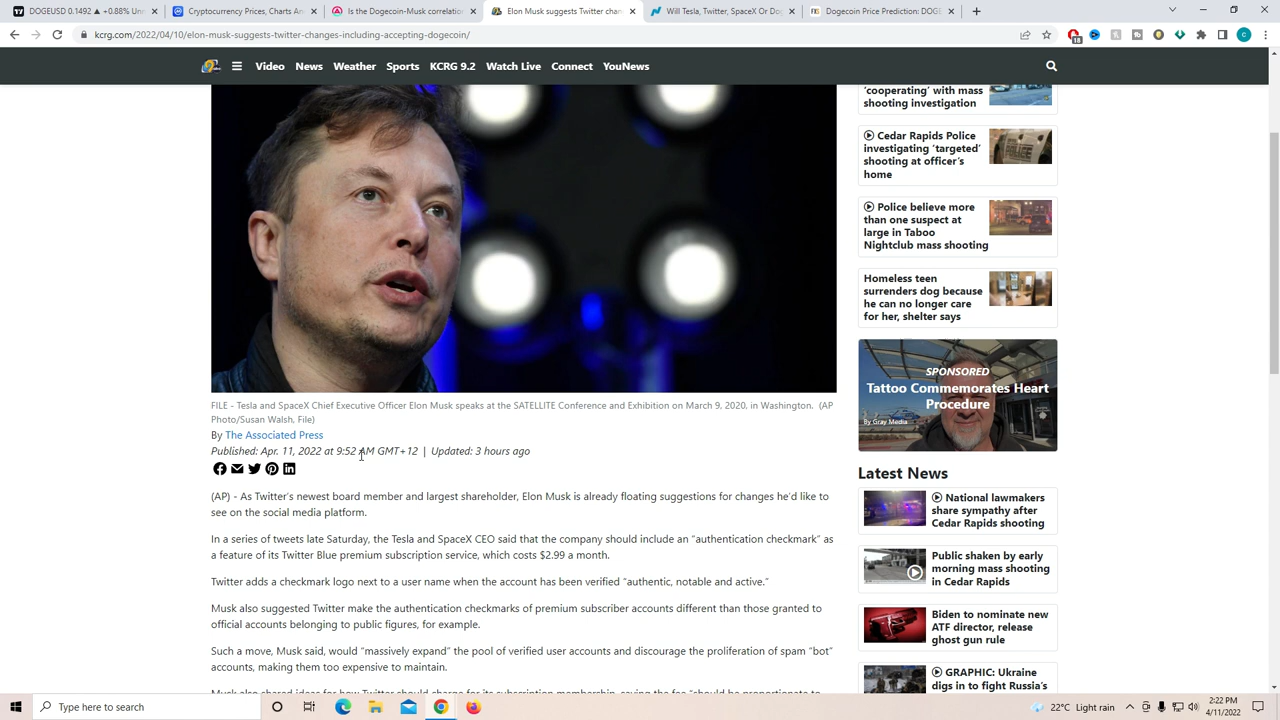 DOGEUSD 0.1492 ▲ +0.88% Un
Cryptocurrency Prices, Charts An
Is the Dogecoin-Musk correlation
Elon Musk suggests Twitter chan
Will Tesla, Twitter, SpaceX Or Do
Dogecoin Price Prediction: DOGE
kcrg.com/2022/04/10/elon-musk-suggests-twitter-changes-including-accepting-dogecoin/
Video News Weather Sports KCRG 9.2 Watch Live Connect YouNews
'cooperating' with mass
shooting investigation
Cedar Rapids Police
investigating 'targeted'
shooting at officer's
home
Police believe more
than one suspect at
large in Taboo
Nightclub mass shooting
Homeless teen
surrenders dog because
he can no longer care
for her, shelter says
SPONSORED
Tattoo Commemorates Heart
Procedure
By Gray Media
FILE - Tesla and SpaceX Chief Executive Officer Elon Musk speaks at the SATELLITE Conference and Exhibition on March 9, 2020, in Washington. (AP
Photo/Susan Walsh, File)
By The Associated Press
Published: Apr. 11, 2022 at 9:52 AM GMT+12 | Updated: 3 hours ago
(AP) - As Twitter's newest board member and largest shareholder, Elon Musk is already floating suggestions for changes he'd like to
see on the social media platform.
In a series of tweets late Saturday, the Tesla and SpaceX CEO said that the company should include an "authentication checkmark" as
a feature of its Twitter Blue premium subscription service, which costs $2.99 a month.
Twitter adds a checkmark logo next to a user name when the account has been verified "authentic, notable and active."
Musk also suggested Twitter make the authentication checkmarks of premium subscriber accounts different than those granted to
official accounts belonging to public figures, for example.
Such a move, Musk said, would "massively expand" the pool of verified user accounts and discourage the proliferation of spam "bot"
accounts, making them too expensive to maintain.
Latest News
National lawmakers
share sympathy after
Cedar Rapids shooting
Public shaken by early
morning mass shooting
in Cedar Rapids
Biden to nominate new
ATF director, release
ghost gun rule
GRAPHIC: Ukraine
digs in to fight Russia's
Type here to search
22°C Light rain
2:22 PM
4/11/2022